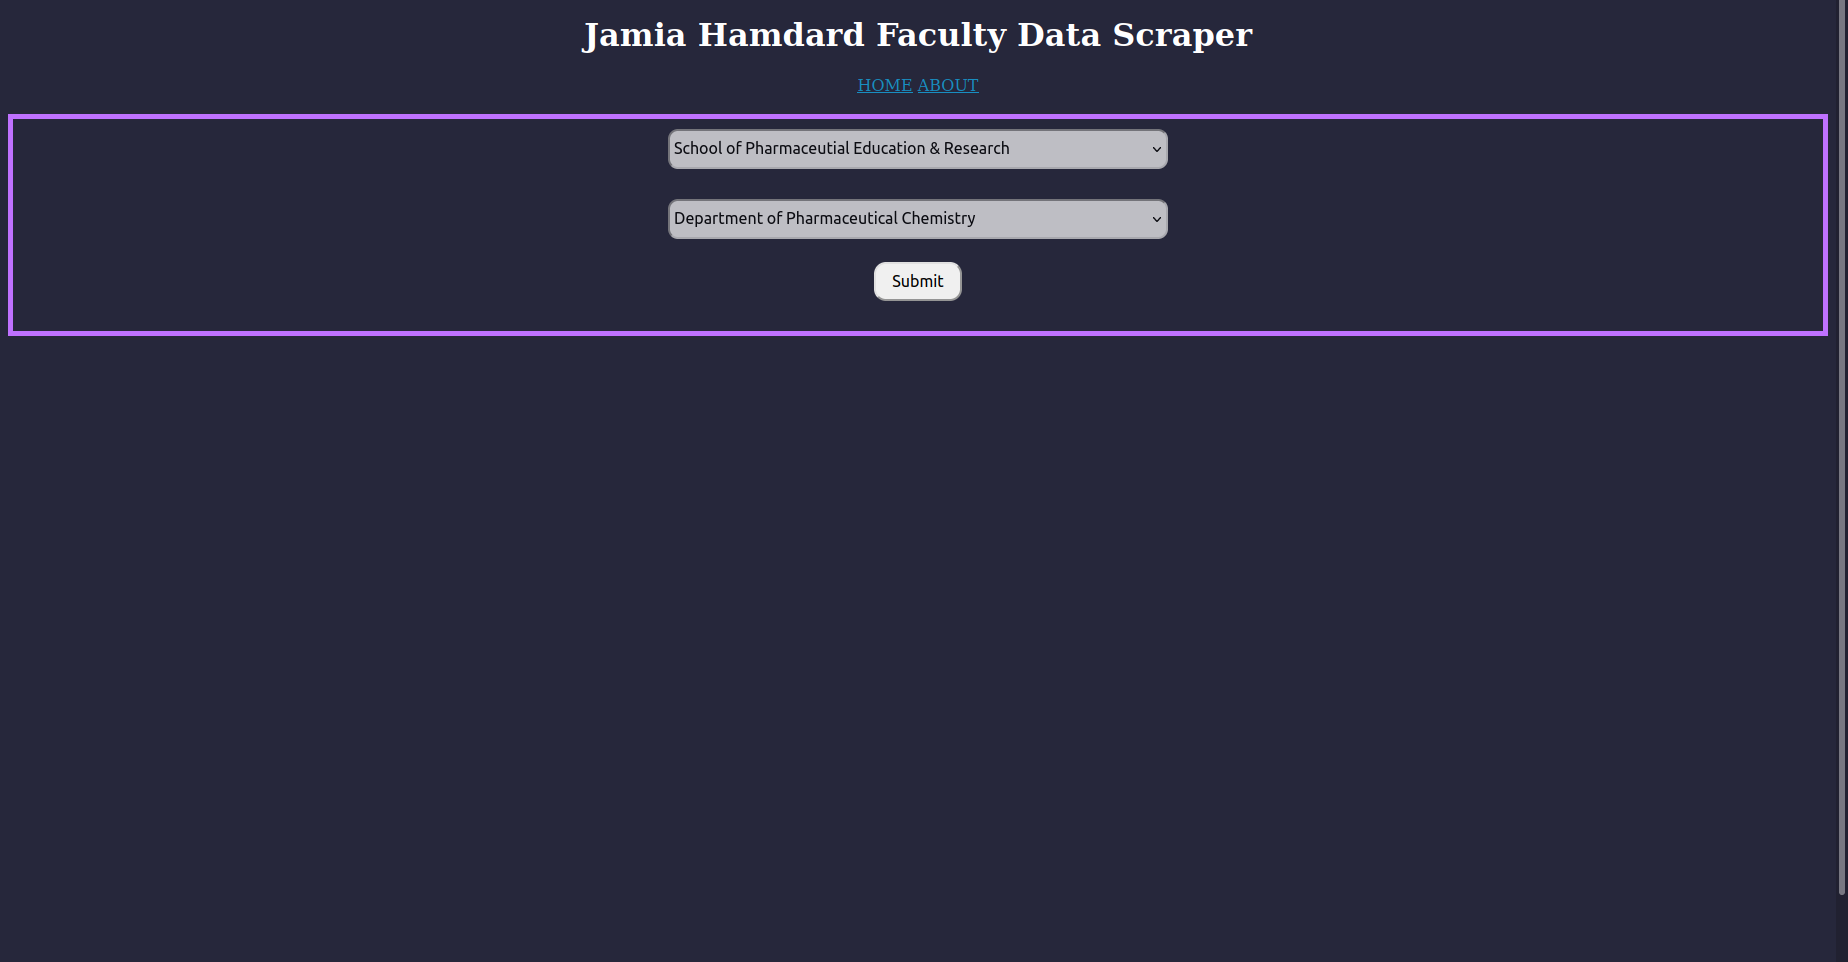 Jamia Hamdard Faculty Data Scraper
HOME ABOUT
School of Pharmaceutial Education & Research
Department of Pharmaceutical Chemistry
Submit